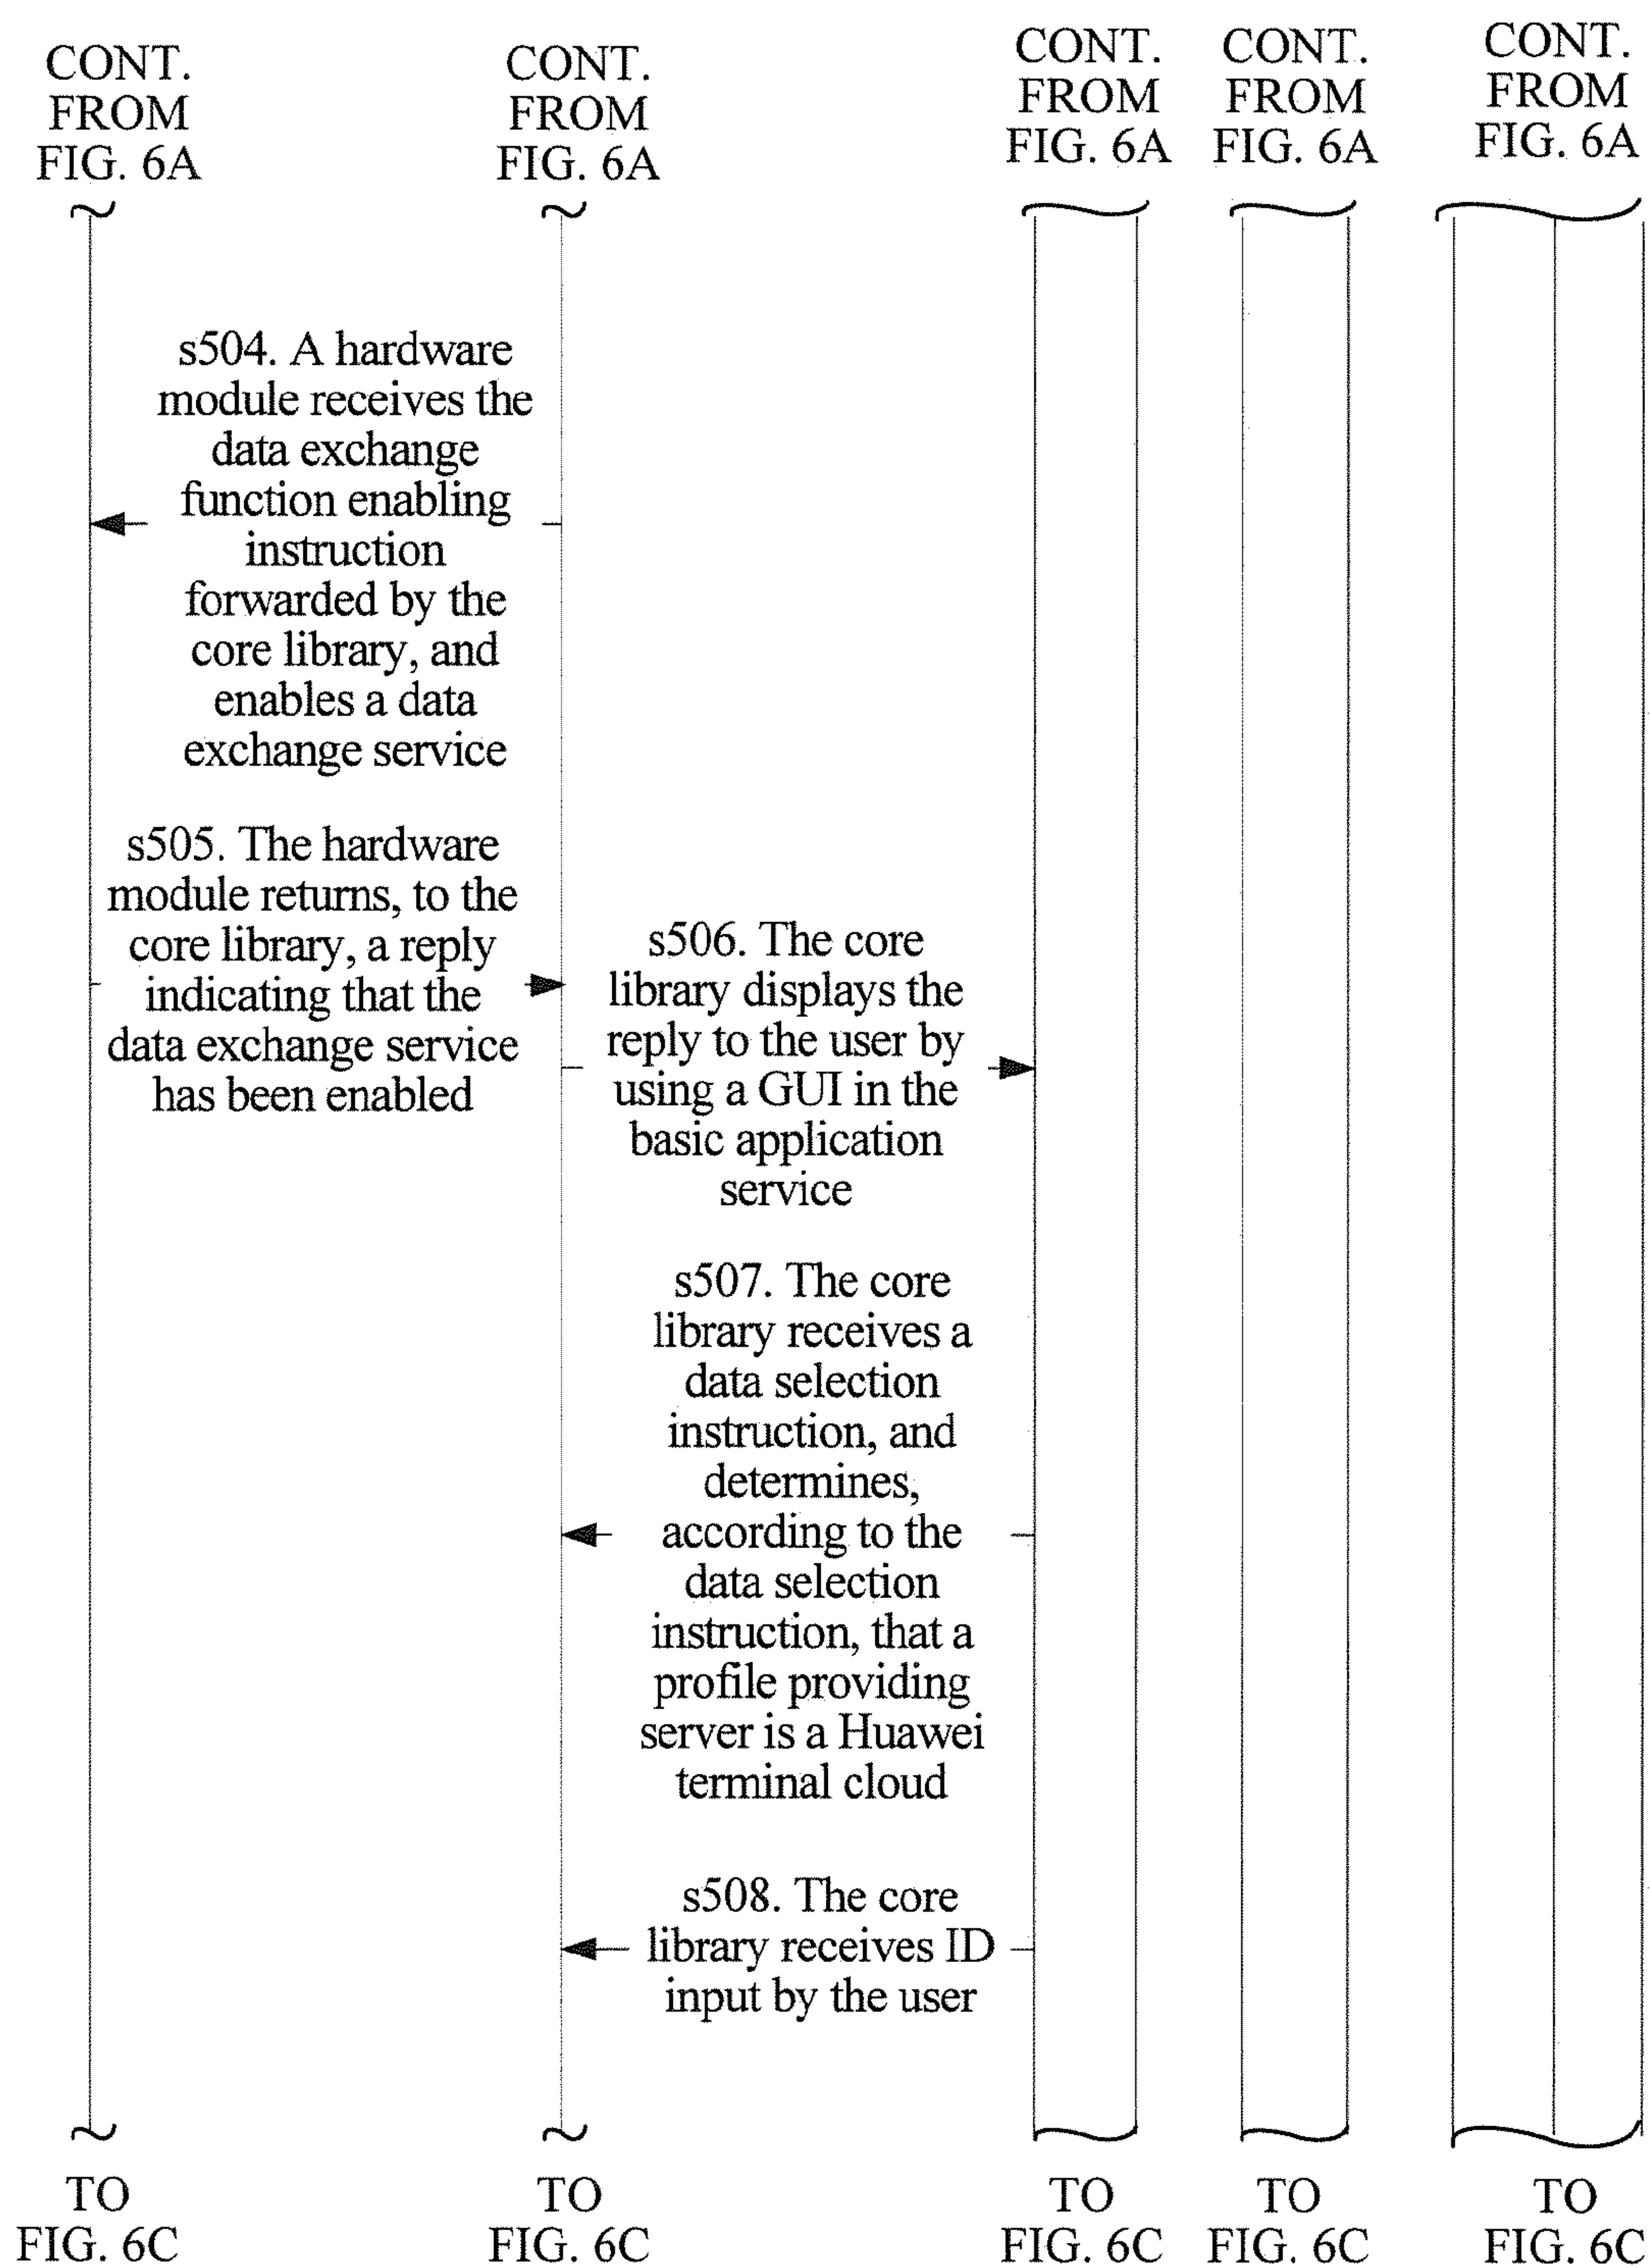 CONT.
FROM
FIG. 6A
CONT.
FROM
FIG. 6A
CONT.
FROM
FIG. 6A
CONT.
FROM
FIG. 6A
CONT.
FROM
FIG. 6A
s504. A hardware
module receives the
data exchange
function enabling
instruction
forwarded by the
core library, and
enables a data
exchange service
s505. The hardware
module returns, to the
core library, a reply
indicating that the
data exchange service
has been enabled
s506. The core
library displays the
reply to the user by
using a GUI in the
basic application
service
s507. The core
library receives a
data selection
instruction, and
determines,
according to the
data selection
instruction, that a
profile providing
server is a Huawei
terminal cloud
s508. The core
library receives ID
input by the user
TO
FIG. 6C
TO
FIG. 6C
TO
FIG. 6C
TO
FIG. 6C
TO
FIG. 6C